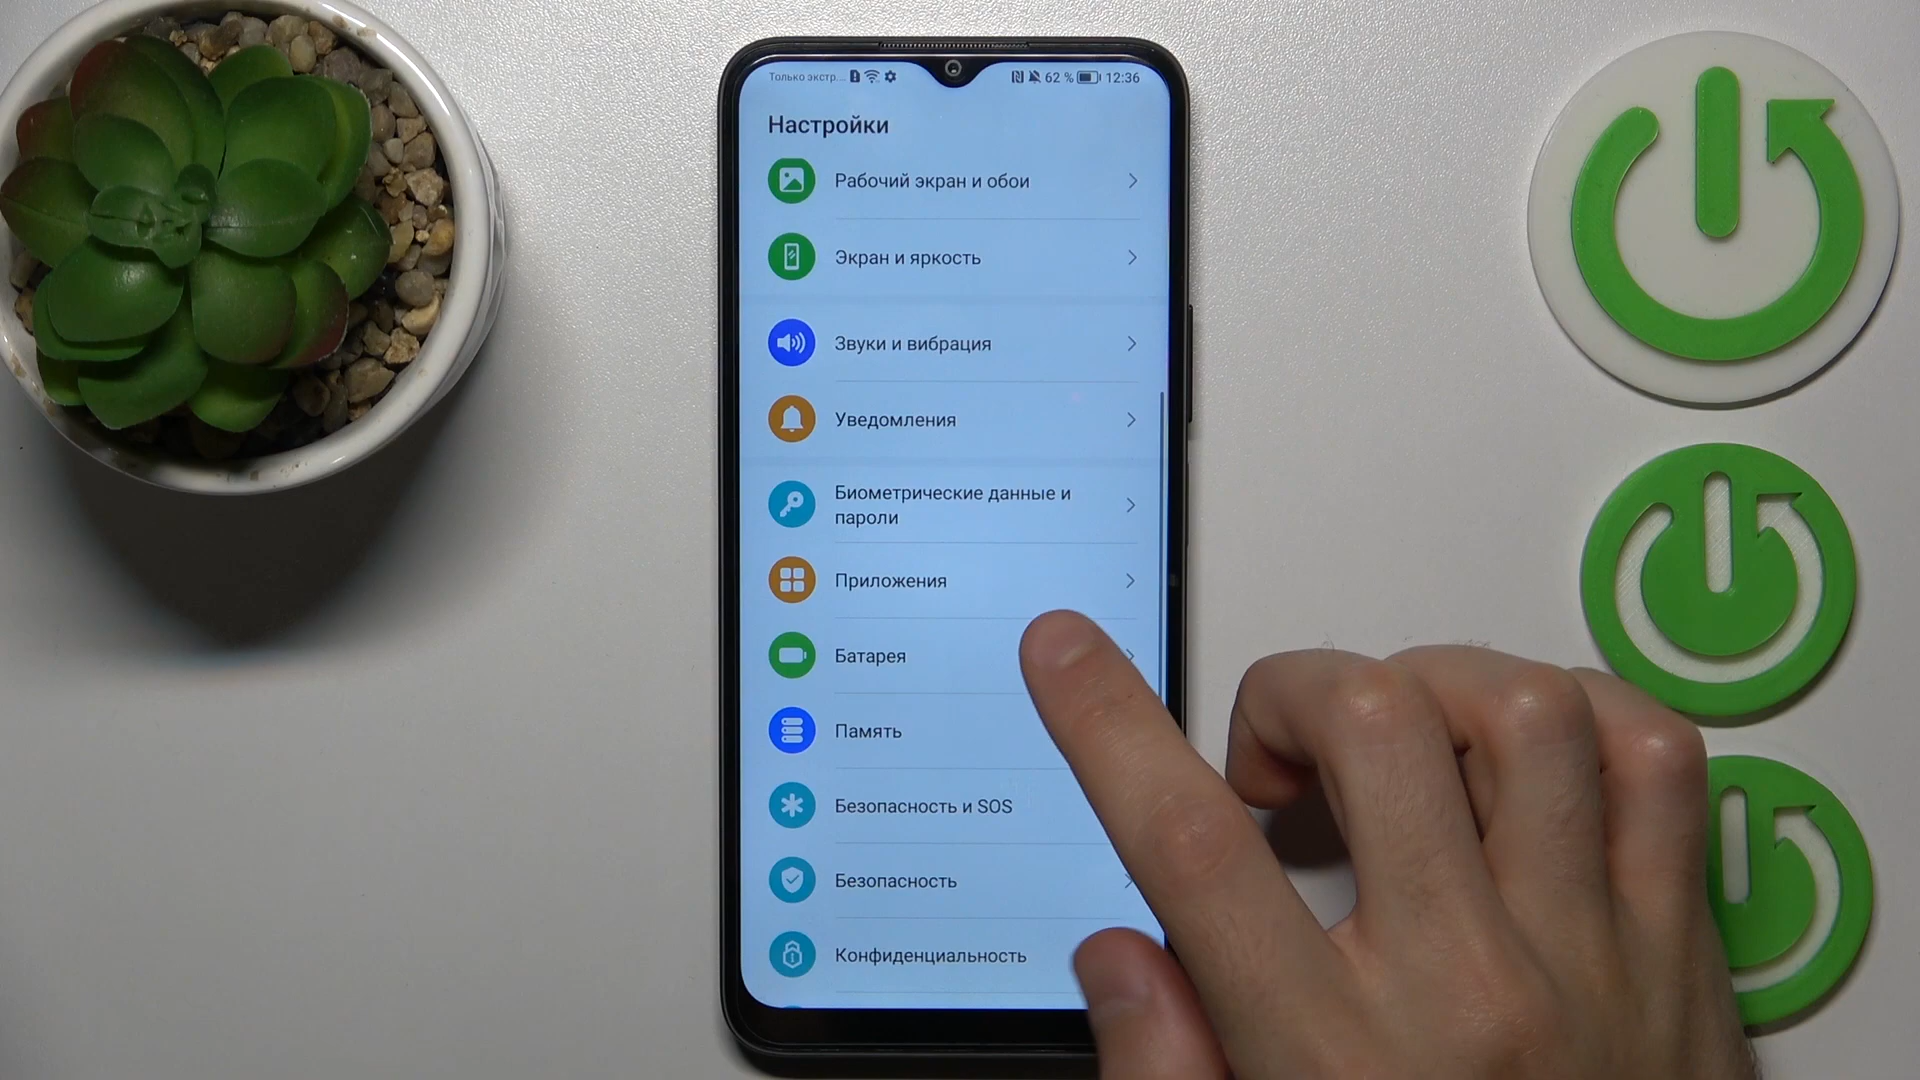 Только экстр... 62 % 12:36
Настройки
Рабочий экран и обои
Экран и яркость
Звуки и вибрация
Уведомления
Биометрические данные и
пароли
Приложения
Батарея
Память
Безопасность и SOS
Безопасность
Конфиденциальность